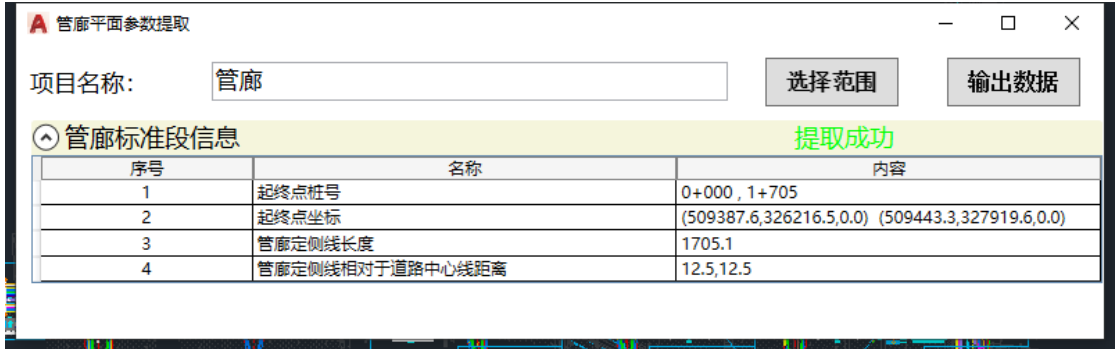 管廊平面参数提取
项目名称: 管廊 选择范围 输出数据
管廊标准段信息 提取成功
序号 名称 内容
1 起终点桩号 0+000 , 1+705
2 起终点坐标 (509387.6,326216.5,0.0) (509443.3,327919.6,0.0)
3 管廊定侧线长度 1705.1
4 管廊定侧线相对于道路中心线距离 12.5,12.5